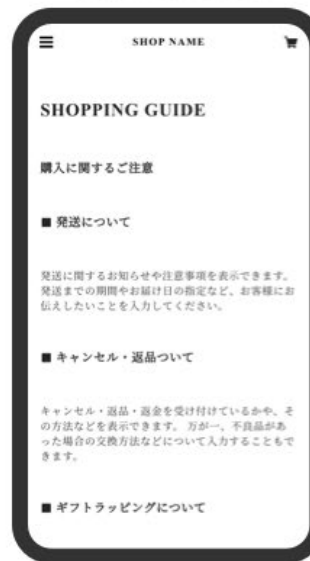 SHOP NAME
SHOPPING GUIDE
購入に関するご注意
■ 発送について
発送に関するお知らせや注意事項を表示できます。
発送までの期間やお届け日の指定など、お客様にお
伝えしたいことを入力してください。
■ キャンセル・返品ついて
キャンセル・返品・返金を受け付けているかや、そ
の方法などを表示できます。 万が一、不良品があ
った場合の交換方法などについて入力することもで
きます。
■ ギフトラッピングについて